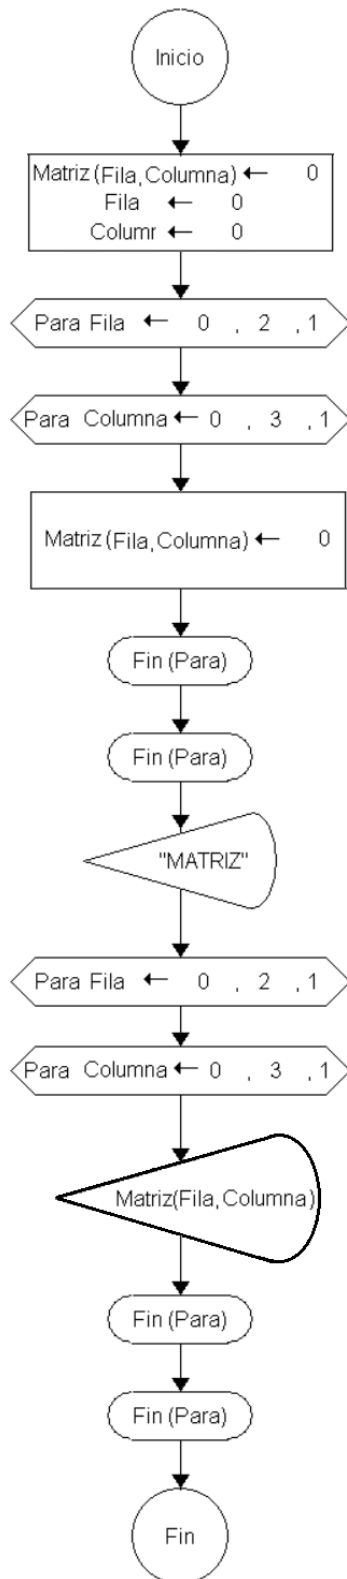 Inicio
Matriz (Fila,Columna) ← 0
Fila ← 0
Columr ← 0
Para Fila ← 0 , 2 , 1
Para Columna ← 0 , 3 , 1
Matriz (Fila,Columna) ← 0
Fin (Para)
Fin (Para)
"MATRIZ"
Para Fila ← 0 , 2 , 1
Para Columna ← 0 , 3 , 1
Matriz(Fila,Columna)
Fin (Para)
Fin (Para)
Fin